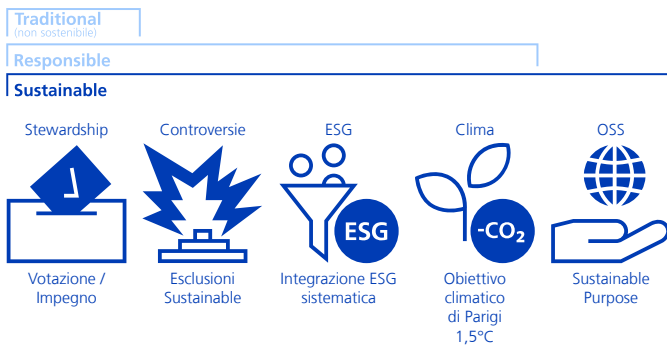 Traditional
(non sostenibile)
Responsible
Sustainable
Stewardship
Controversie
ESG
Clima
OSS
ESG
-CO₂
Votazione /
Impegno
Esclusioni
Sustainable
Integrazione ESG
sistematica
Obiettivo
climatico
di Parigi
1,5°C
Sustainable
Purpose